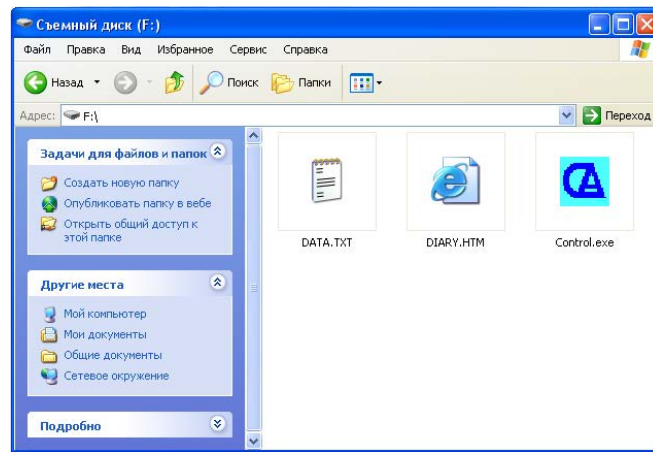 Съемный диск (F:)
Файл Правка Вид Избранное Сервис Справка
Назад Поиск Папки
Адрес: F:\ Переход
Задачи для файлов и папок
Создать новую папку
Опубликовать папку в вебе
Открыть общий доступ к
этой папке
Другие места
Мой компьютер
Мои документы
Общие документы
Сетевое окружение
Подробно
DATA.TXT DIARY.HTM Control.exe